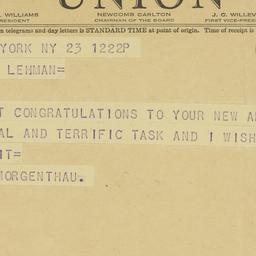 UNION
WILLIAMS NEWCOMB CARLTON J. C. WILLEV
PRESIDENT CHAIRMAN OF THE BOARD FIRST VICE-PRES
n telegrams and day letters is STANDARD TIME at point of origin. Time of receipt is
YORK NY 23 1222P
LEHMAN=
T CONGRATULATIONS TO YOUR NEW A
AL AND TERRIFIC TASK AND I WISH
IT=
MORGENTHAU.